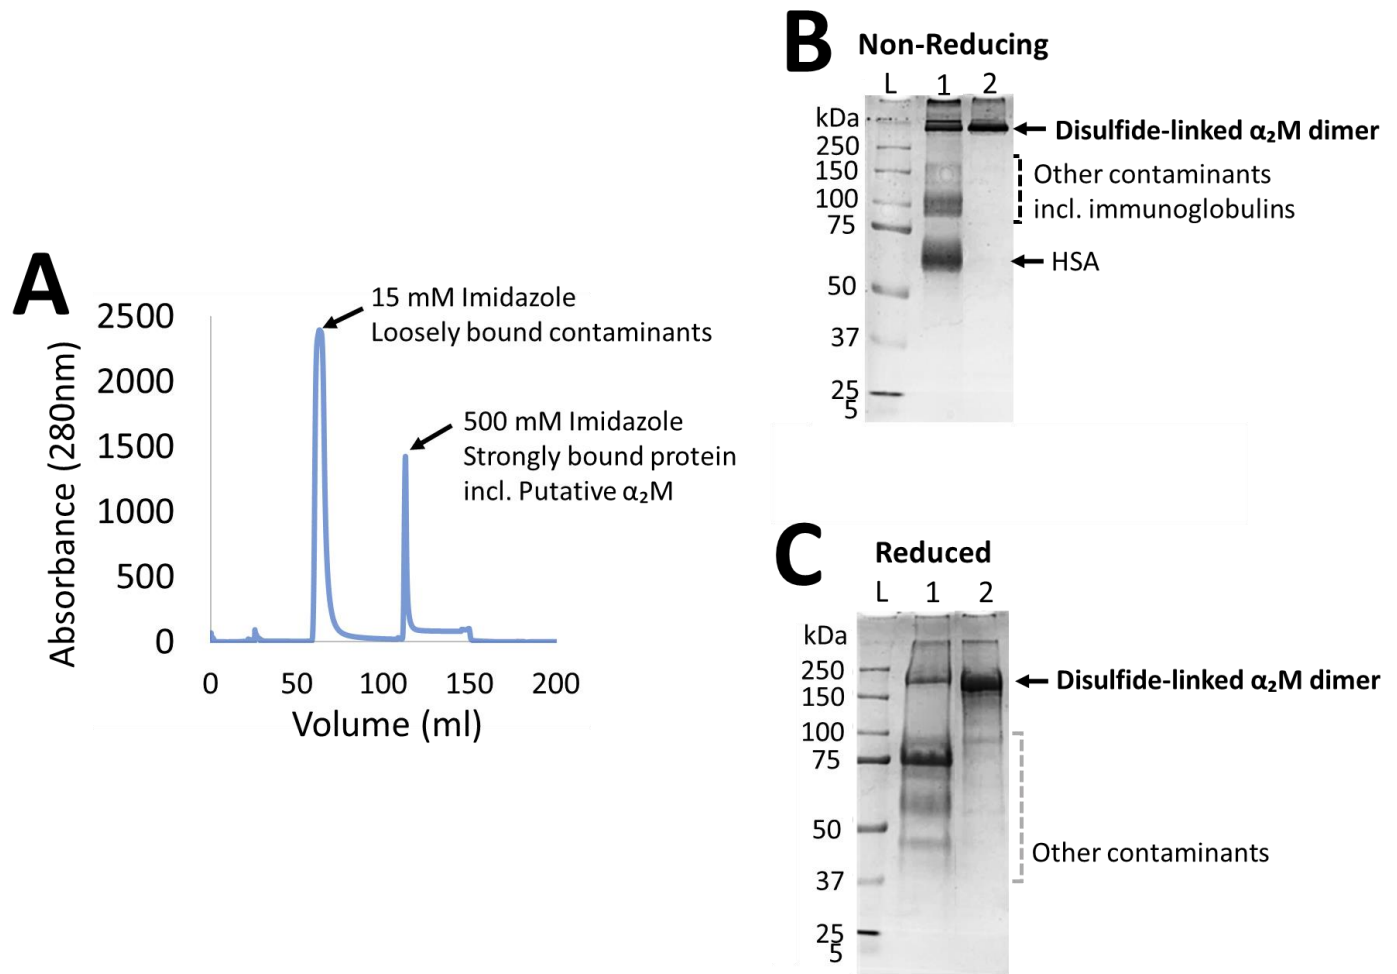 A
Absorbance (280nm)
2500
2000
1500
1000
500
0
0 50 100 150 200
Volume (ml)
15 mM Imidazole
Loosely bound contaminants
500 mM Imidazole
Strongly bound protein
incl. Putative α₂M
B Non-Reducing
L 1 2
kDa
250
150
100
75
50
37
25
5
Disulfide-linked α₂M dimer
Other contaminants
incl. immunoglobulins
HSA
C Reduced
L 1 2
kDa
250
150
100
75
50
37
25
5
Disulfide-linked α₂M dimer
Other contaminants